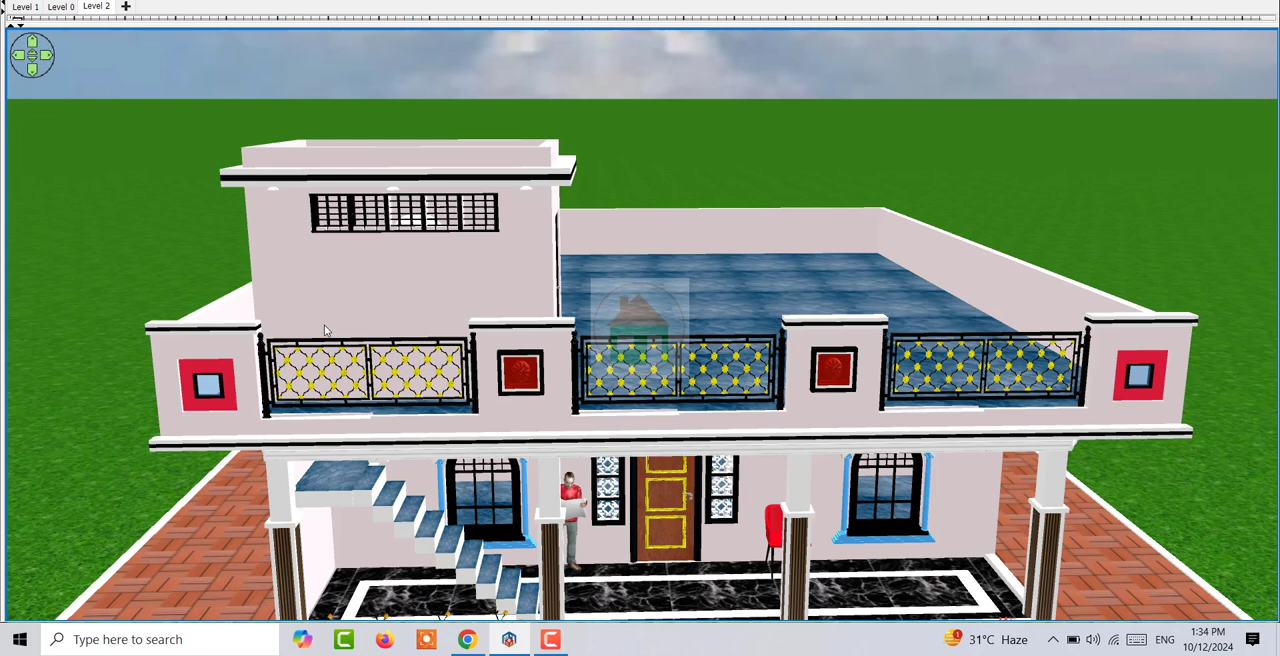 Level 1 Level 0 Level 2
Type here to search
31°C Haze
ENG
1:34 PM
10/12/2024